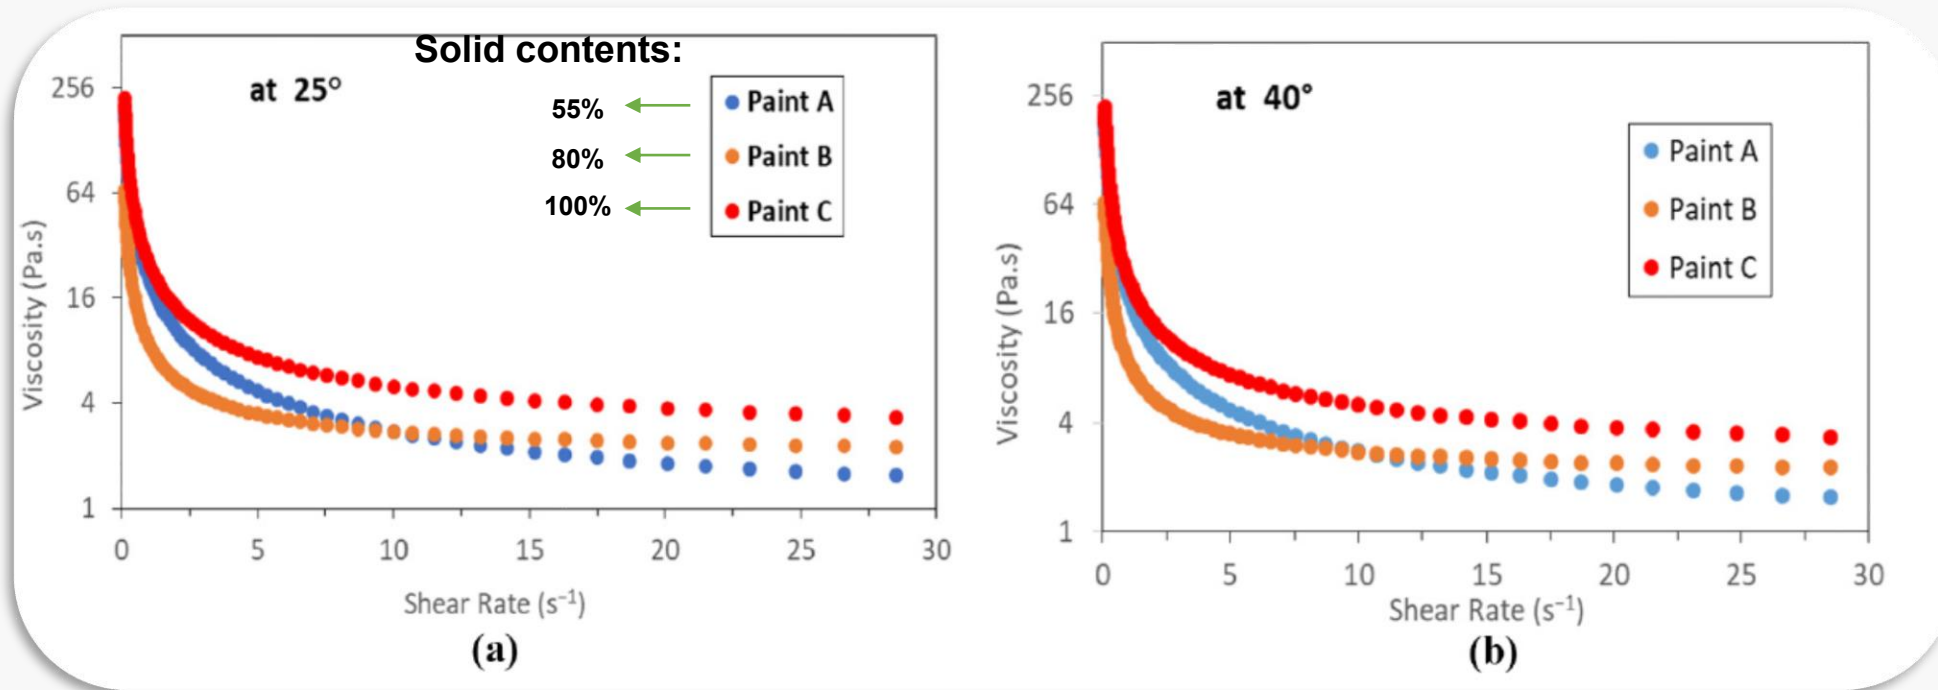 Solid contents:
at 25°
55%
80%
100%
Paint A
Paint B
Paint C
256
64
16
4
1
Viscosity (Pa.s)
0 5 10 15 20 25 30
Shear Rate (s⁻¹)
(a)
at 40°
Paint A
Paint B
Paint C
256
64
16
4
1
Viscosity (Pa.s)
0 5 10 15 20 25 30
Shear Rate (s⁻¹)
(b)